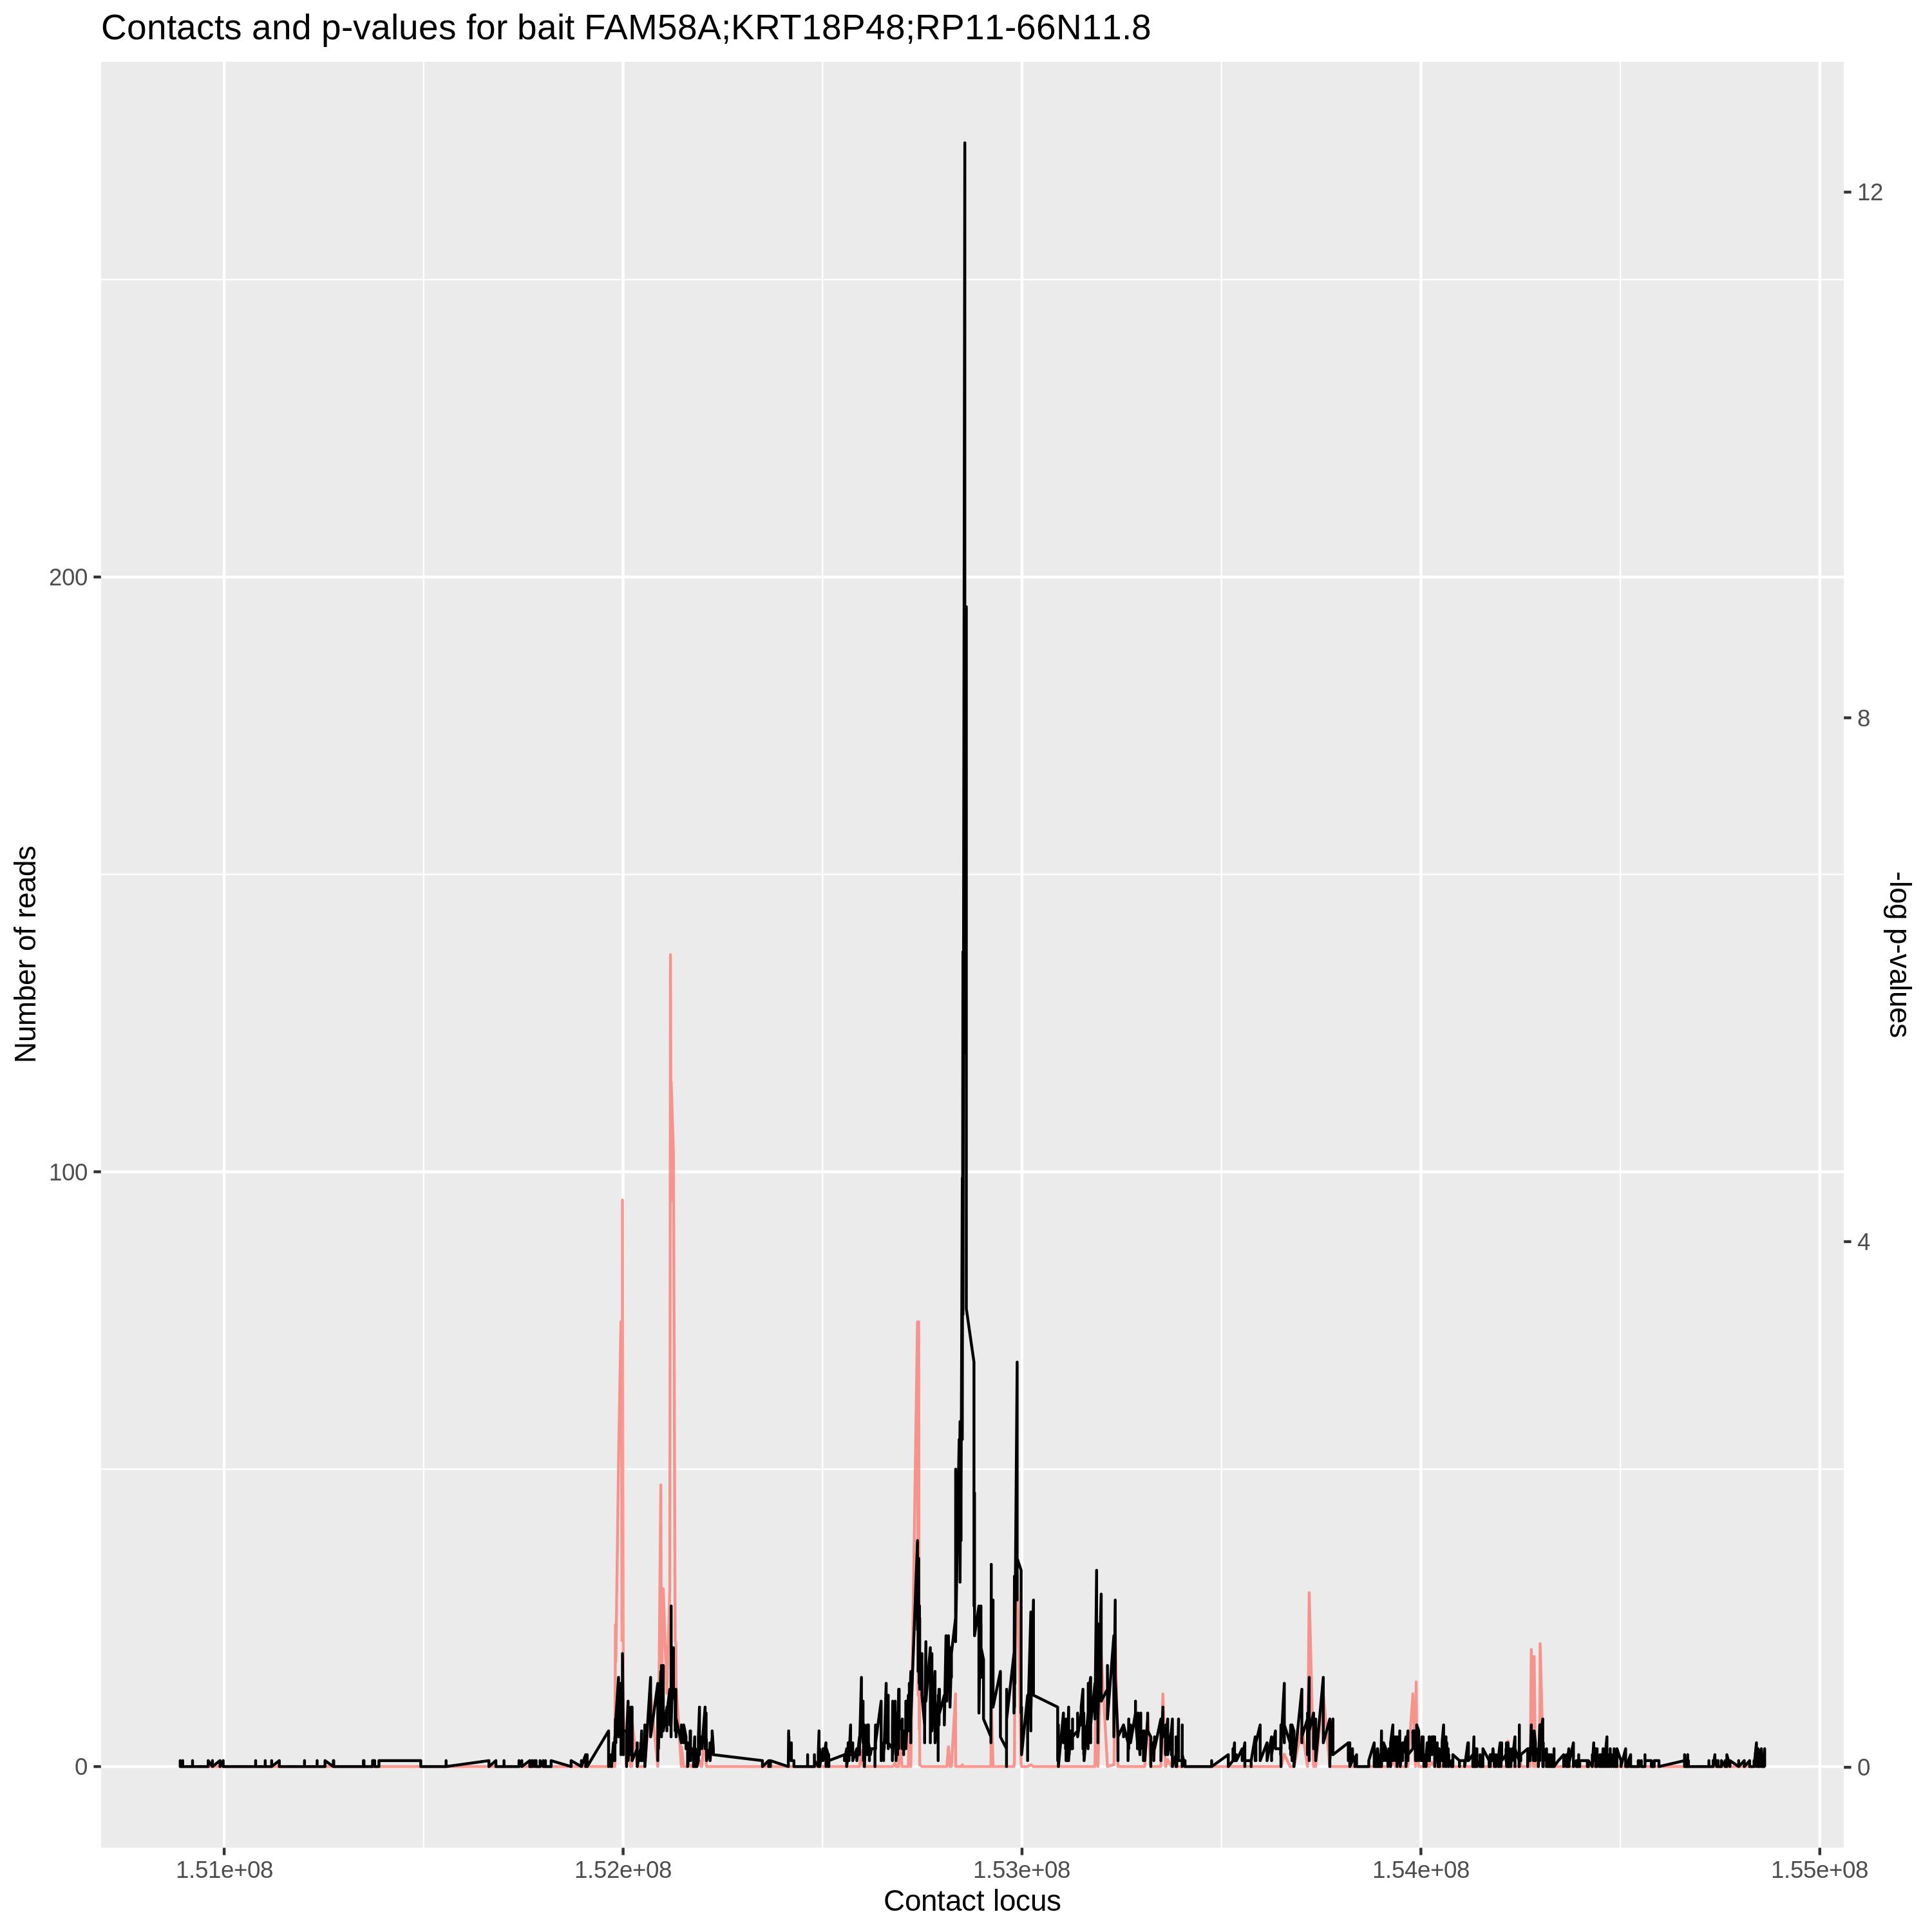 Contacts and p-values for bait FAM58A;KRT18P48;RP11-66N11.8
12
200
8
Number of reads
-log p-values
100
4
0
0
1.51e+08
1.52e+08
1.53e+08
1.54e+08
1.55e+08
Contact locus